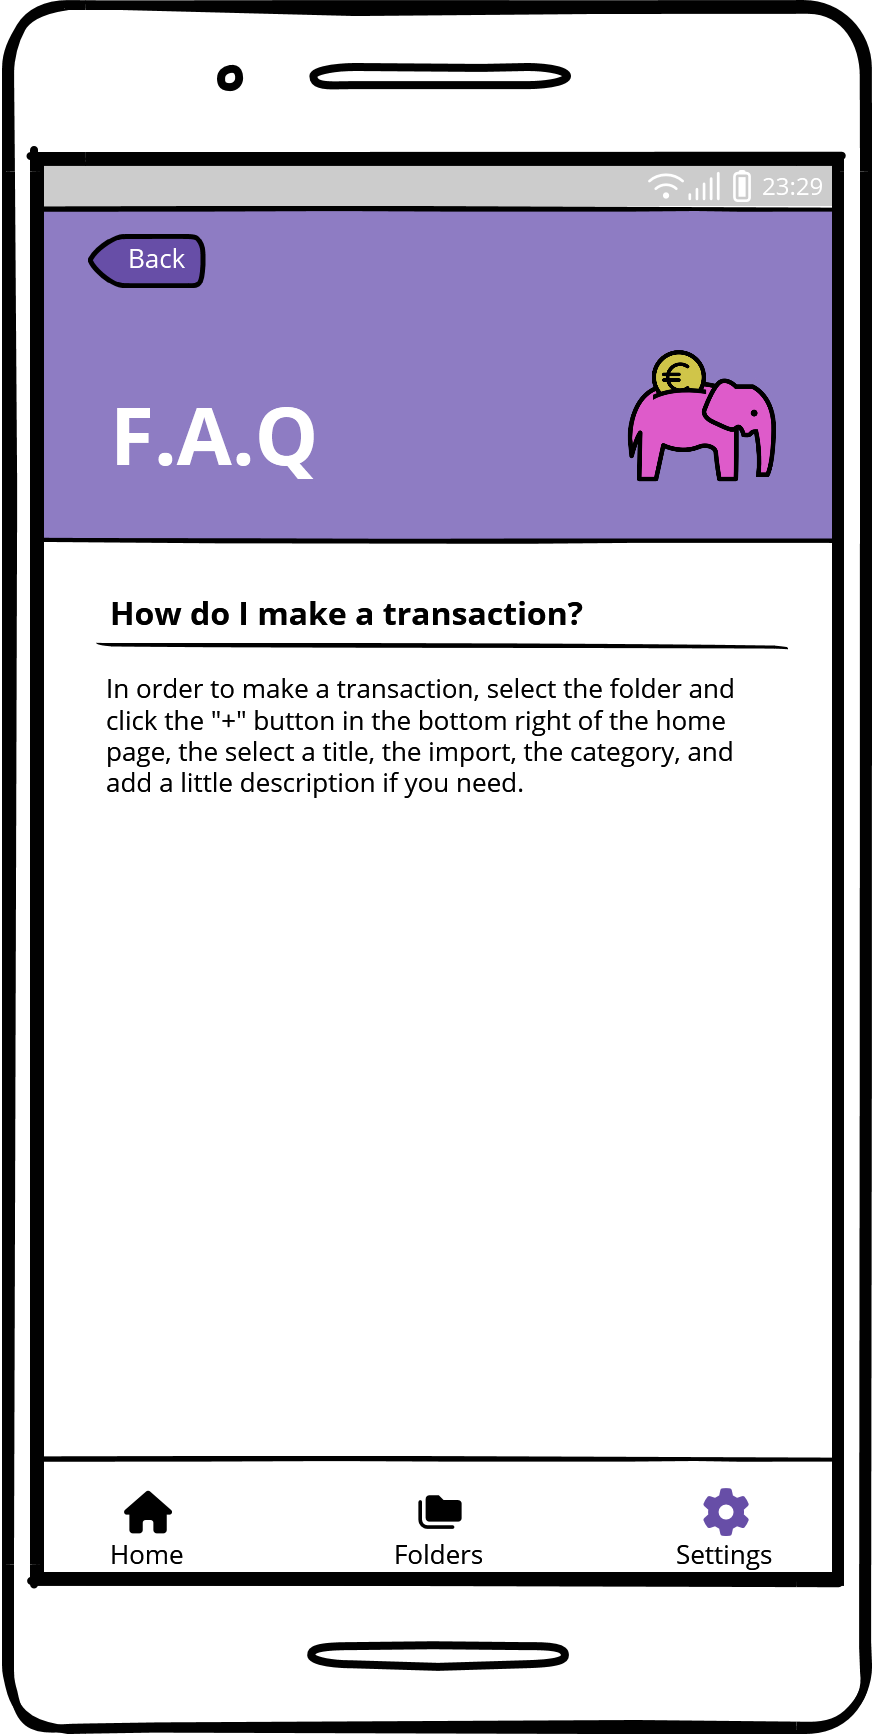 23:29
Back
F.A.Q
How do I make a transaction?
In order to make a transaction, select the folder and
click the "+" button in the bottom right of the home
page, the select a title, the import, the category, and
add a little description if you need.
Home
Folders
Settings